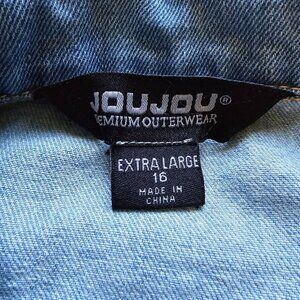 JOUJOU®
PREMIUM OUTERWEAR
EXTRA LARGE
16
MADE IN
CHINA